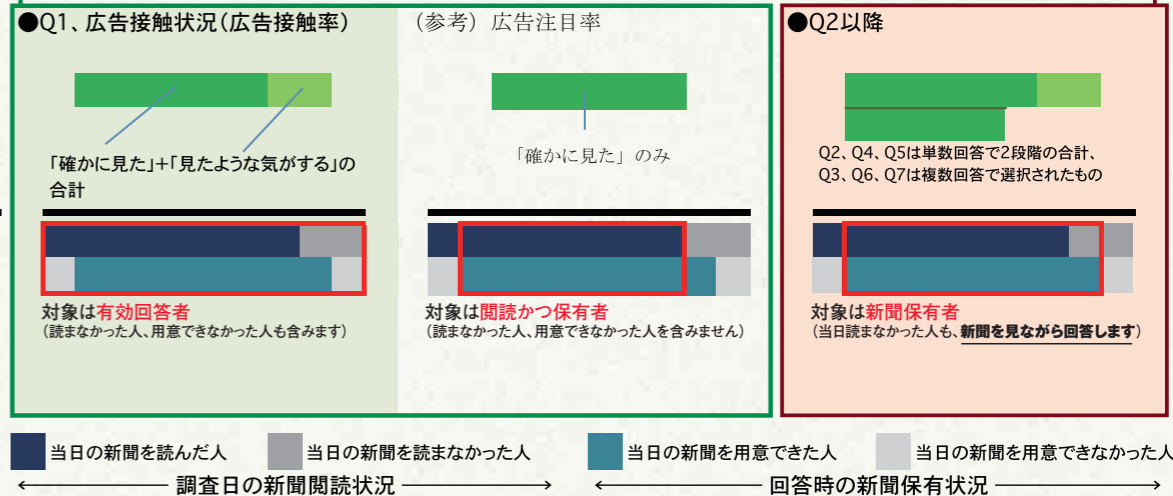 ●Q1、広告接触状況(広告接触率)
「確かに見た」+「見たような気がする」の
合計
対象は有効回答者
(読まなかった人、用意できなかった人も含みます)
(参考)広告注目率
「確かに見た」のみ
対象は閲読かつ保有者
(読まなかった人、用意できなかった人を含みません)
●Q2以降
Q2、Q4、Q5は単数回答で2段階の合計、
Q3、Q6、Q7は複数回答で選択されたもの
対象は新聞保有者
(当日読まなかった人も、新聞を見ながら回答します)
当日の新聞を読んだ人
当日の新聞を読まなかった人
当日の新聞を用意できた人
当日の新聞を用意できなかった人
調査日の新聞閲読状況
回答時の新聞保有状況